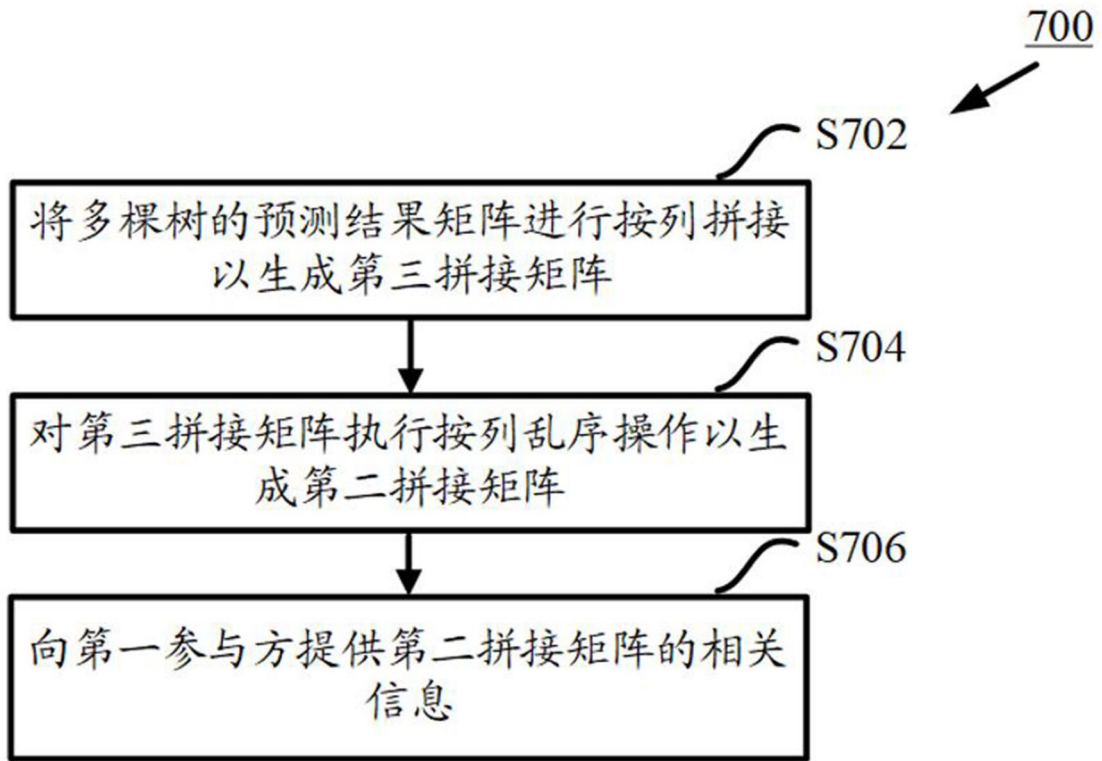 700
S702
将多棵树的预测结果矩阵进行按列拼接
以生成第三拼接矩阵
S704
对第三拼接矩阵执行按列乱序操作以生
成第二拼接矩阵
S706
向第一参与方提供第二拼接矩阵的相关
信息